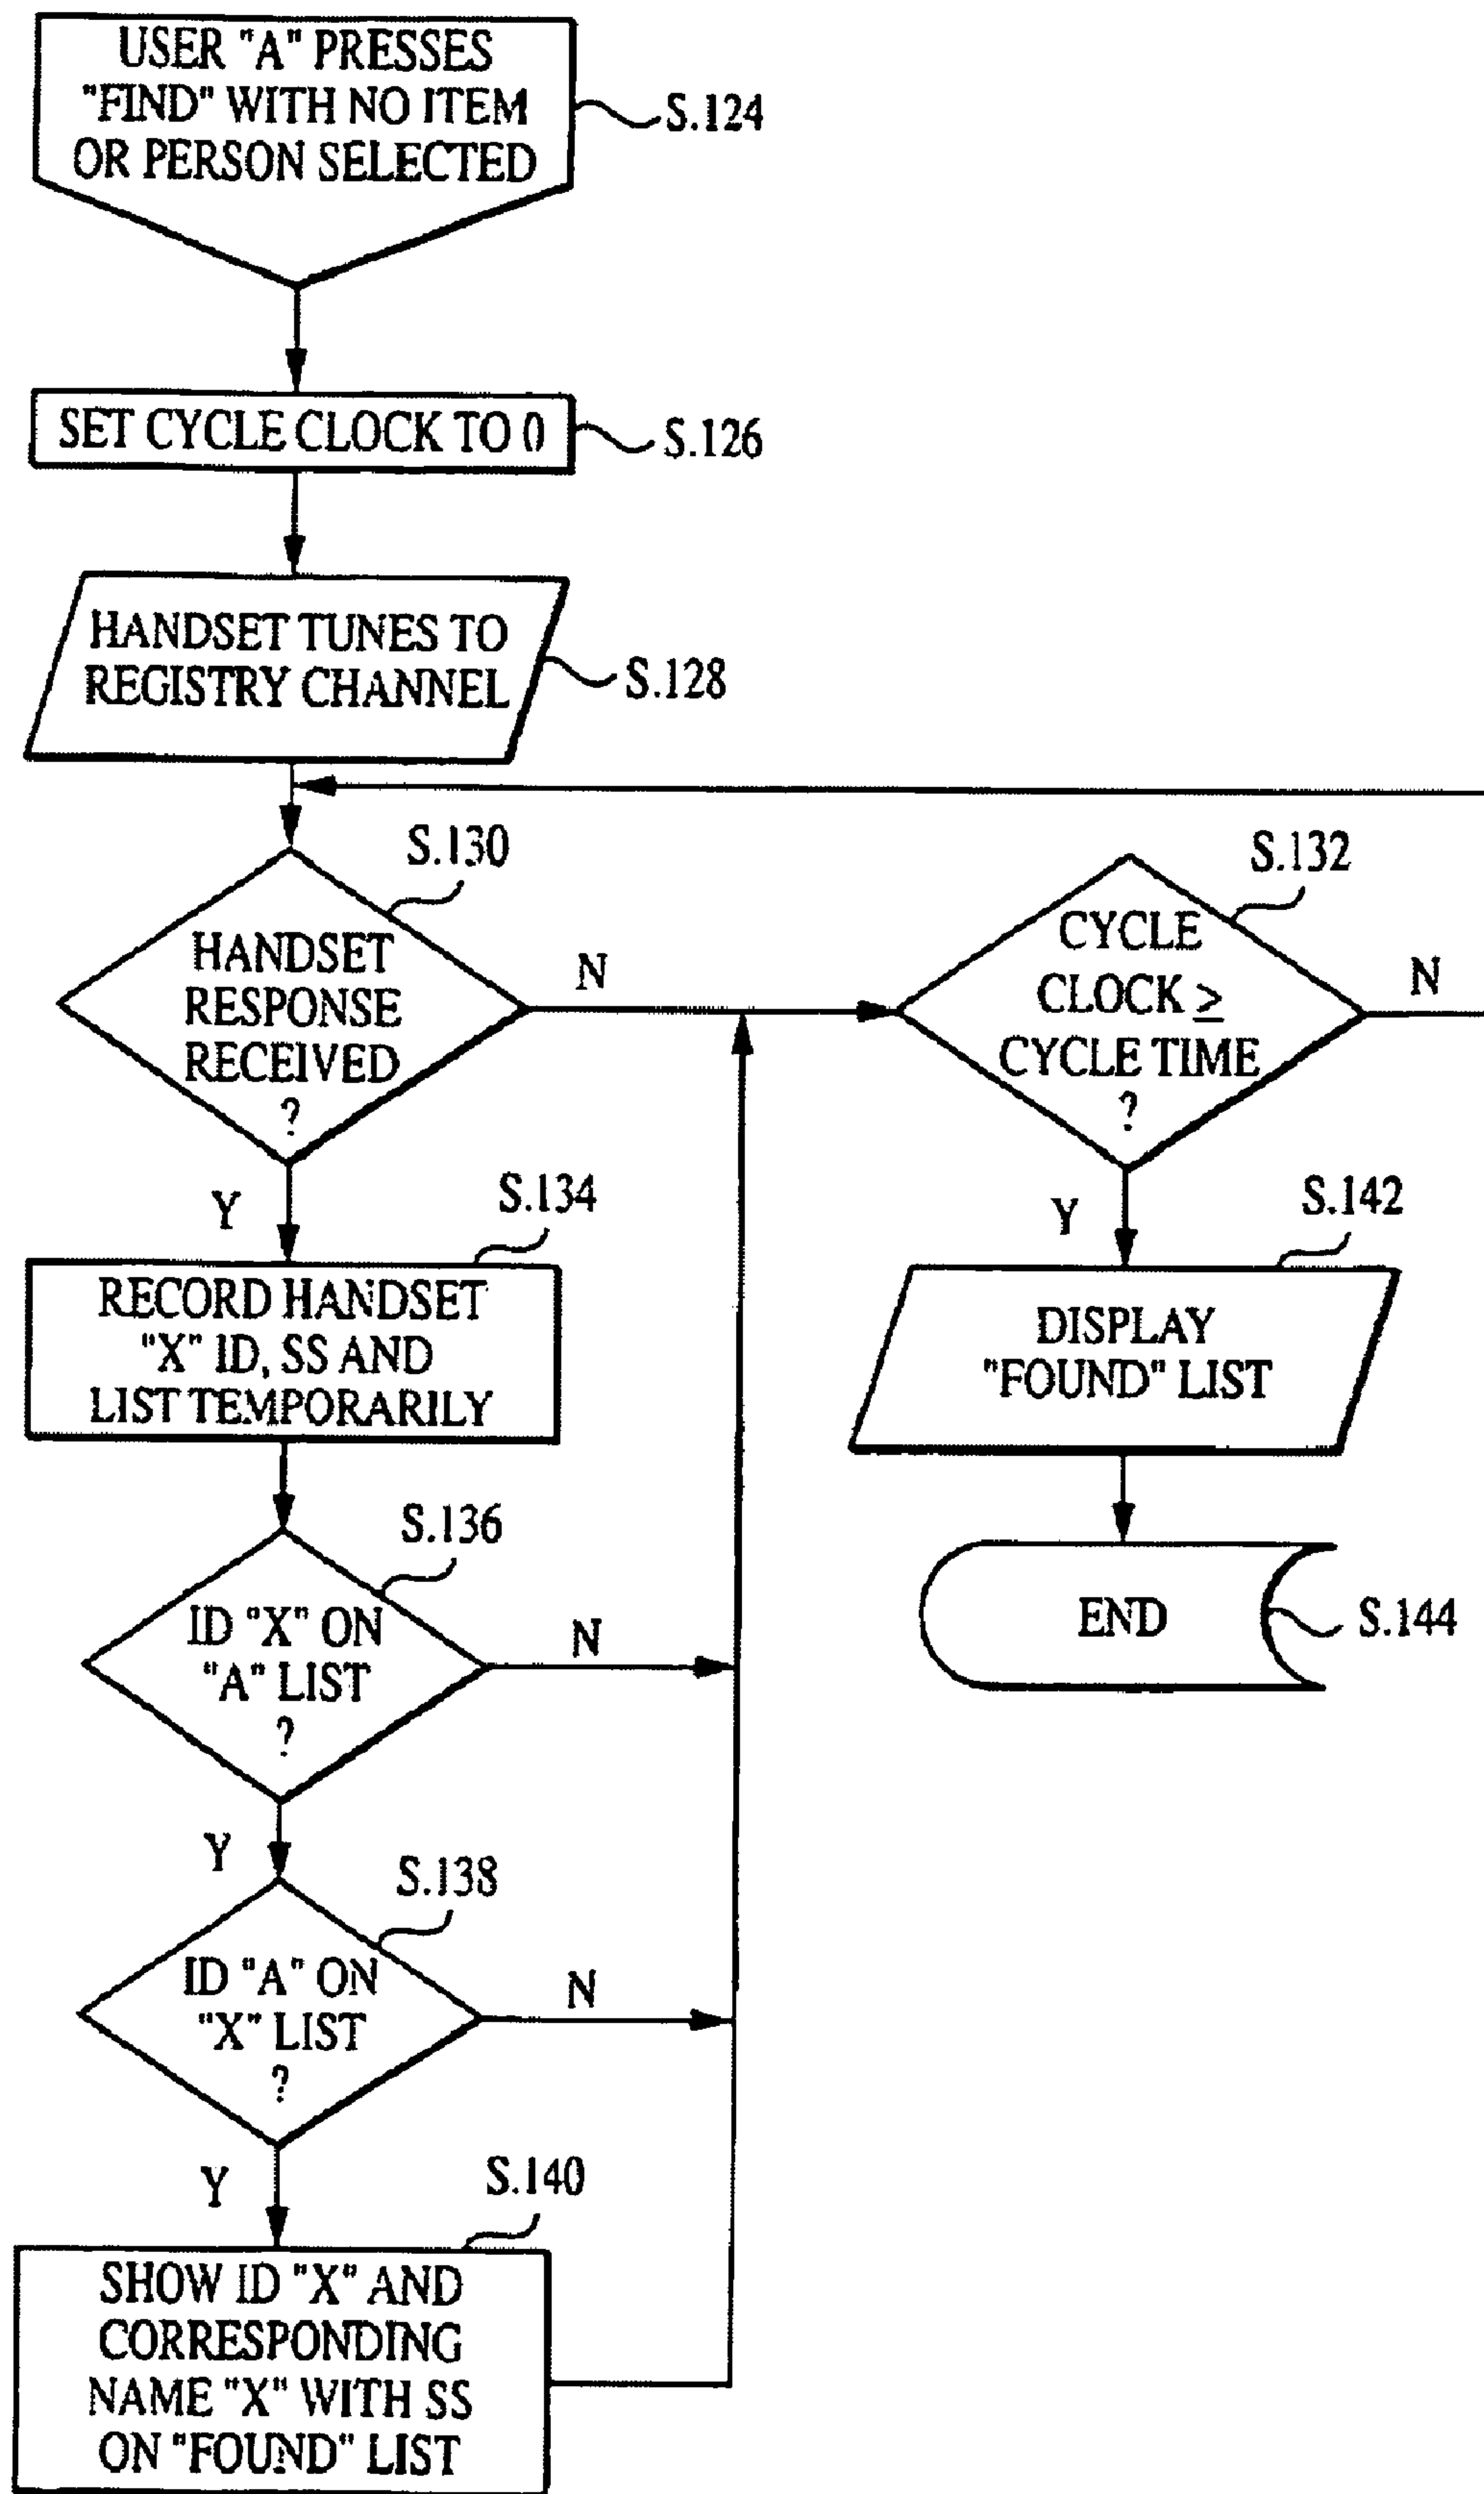 USER "A" PRESSES
"FIND" WITH NO ITEM
OR PERSON SELECTED
S.124
SET CYCLE CLOCK TO 0
S.126
HANDSET TUNES TO
REGISTRY CHANNEL
S.128
S.130
HANDSET
RESPONSE
RECEIVED
?
N
Y
S.132
CYCLE
CLOCK ≥
CYCLE TIME
?
N
Y
S.134
RECORD HANDSET
"X" ID, SS AND
LIST TEMPORARILY
S.142
DISPLAY
"FOUND" LIST
S.136
ID "X" ON
"A" LIST
?
N
Y
END
S.144
S.138
ID "A" ON
"X" LIST
?
N
Y
S.140
SHOW ID "X" AND
CORRESPONDING
NAME "X" WITH SS
ON "FOUND" LIST